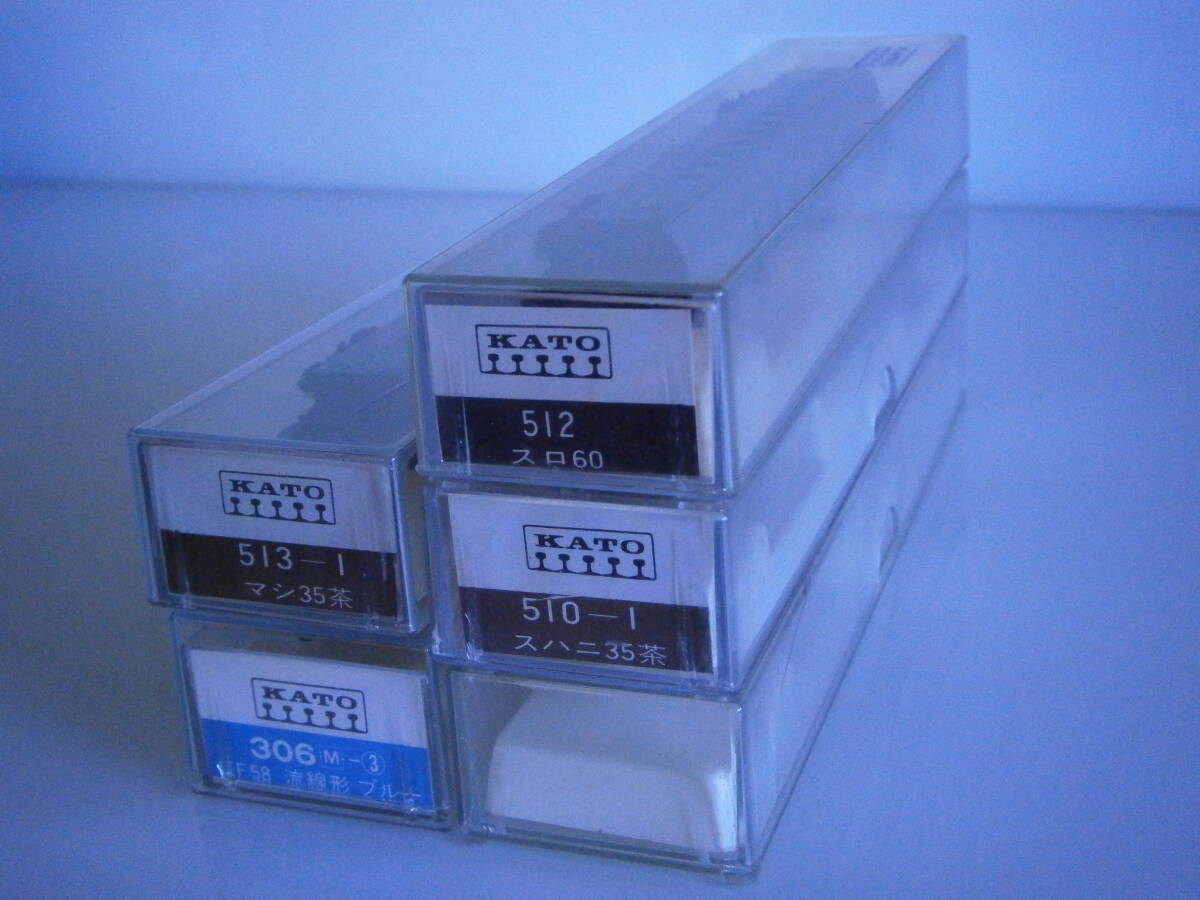 KATO
512
スロ60
KATO
513-1
マシ35茶
KATO
510-1
スハニ35茶
KATO
306-M-③
EF58 流線形 ブルー